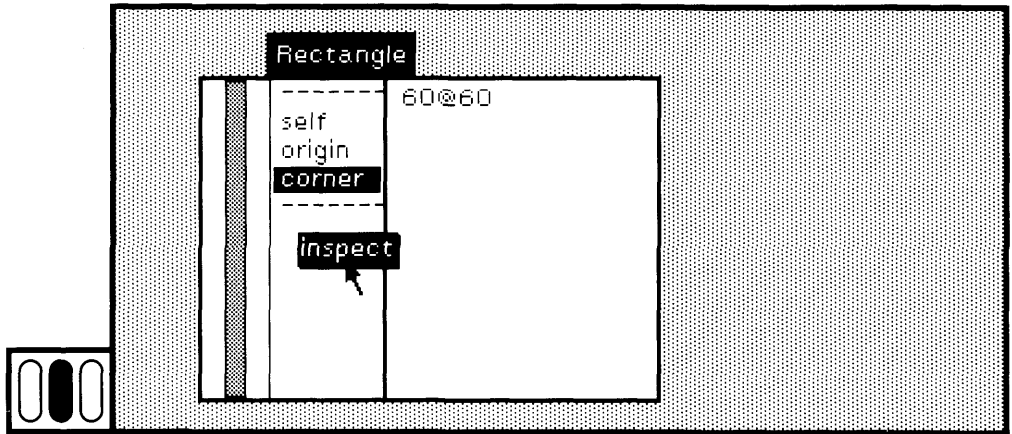 Rectangle
----------
self
origin
corner
----------
60@60
inspect